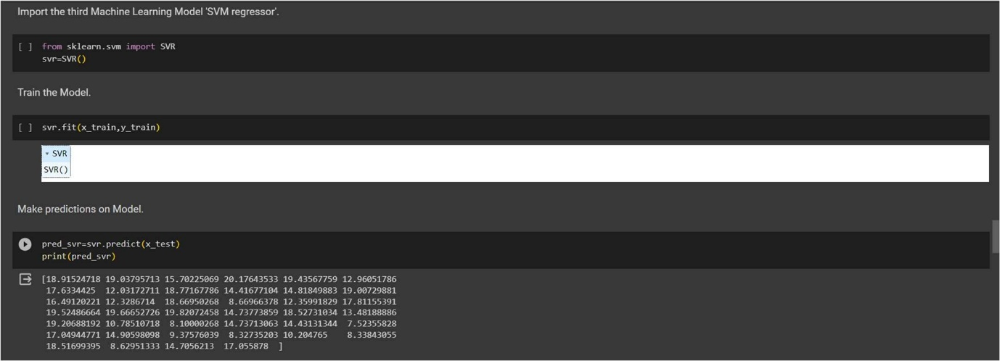 Import the third Machine Learning Model 'SVM regressor'.
[ ] from sklearn.svm import SVR
svr=SVR()
Train the Model.
[ ] svr.fit(x_train,y_train)
▾ SVR
SVR()
Make predictions on Model.
pred_svr=svr.predict(x_test)
print(pred_svr)
[18.91524718 19.03795713 15.70225069 20.17643533 19.43567759 12.96051786
17.6334425 12.03172711 18.77167786 14.41677104 14.81849883 19.00729881
16.49120221 12.3286714 18.66950268 8.66966378 12.35991829 17.81155391
19.52486664 19.66652726 19.82072458 14.73773859 18.52731034 13.48188886
19.20688192 10.78510718 8.10000268 14.73713063 14.43131344 7.52355828
17.04944771 14.90598098 9.37576039 8.32735203 10.204765 8.33843055
18.51699395 8.62951333 14.7056213 17.055878 ]